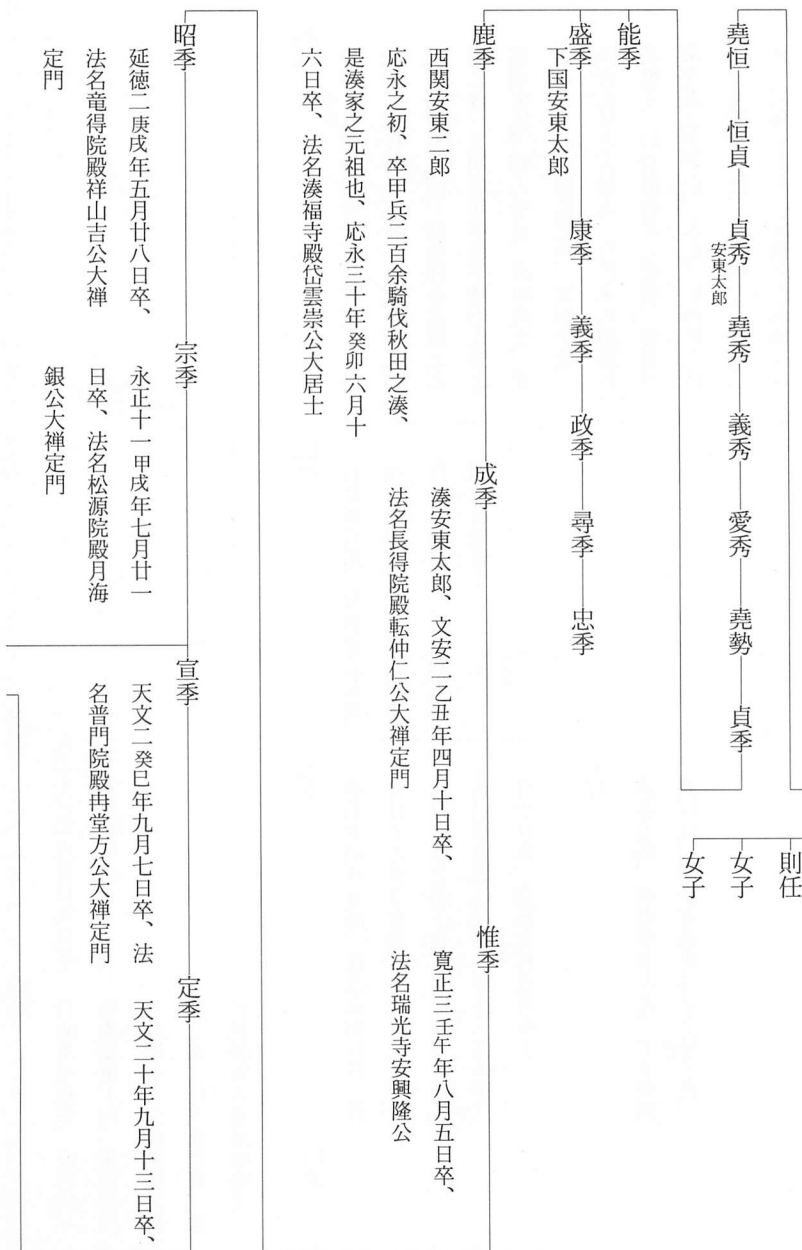 則任
女子
女子
堯恒
恒貞
貞秀
安東太郎
堯秀
義秀
愛秀
堯勢
貞季
能季
盛季
下国安東太郎
康季
義季
政季
尋季
忠季
鹿季
西関安東二郎
応永之初、卒甲兵二百余騎伐秋田之湊、
是湊家之元祖也、応永三十年癸卯六月十
六日卒、法名湊福寺殿岱雲崇公大居士
成季
湊安東太郎、文安二乙丑年四月十日卒、
法名長得院殿転仲仁公大禅定門
惟季
寛正三壬午年八月五日卒、
法名瑞光寺安興隆公
昭季
延徳二庚戌年五月廿八日卒、
法名竜得院殿祥山吉公大禅
定門
宗季
永正十一甲戌年七月廿一
日卒、法名松源院殿月海
銀公大禅定門
宣季
天文二癸巳年九月七日卒、法
名普門院殿冉堂方公大禅定門
定季
天文二十年九月十三日卒、